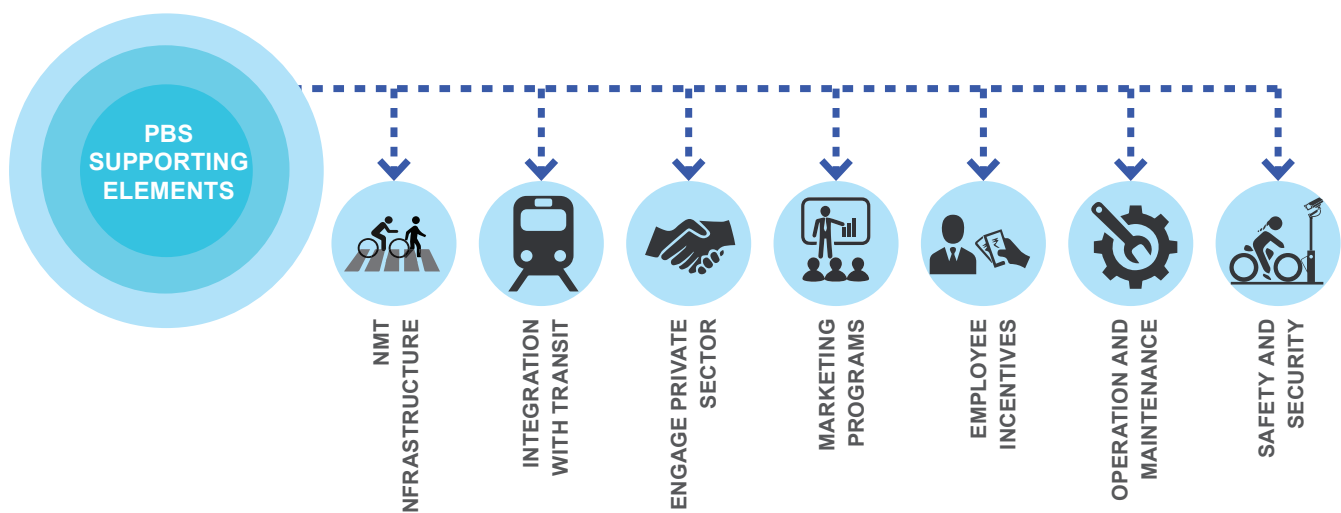 PBS
SUPPORTING
ELEMENTS
NMT
NFRASTRUCTURE
INTEGRATION
WITH TRANSIT
ENGAGE PRIVATE
SECTOR
MARKETING
PROGRAMS
EMPLOYEE
INCENTIVES
OPERATION AND
MAINTENANCE
SAFETY AND
SECURITY